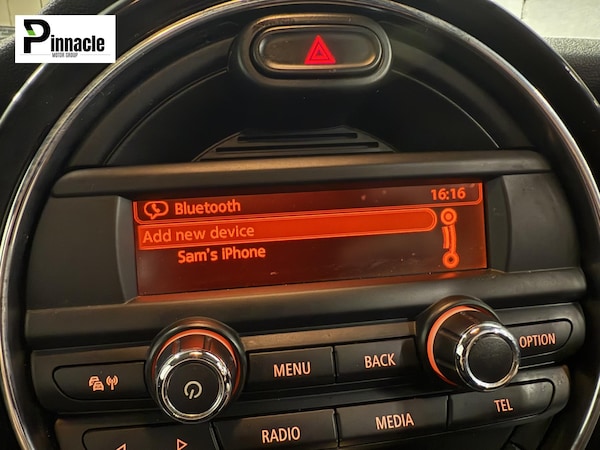 Pinnacle
MOTOR GROUP
Bluetooth 16:16
Add new device
Sam's iPhone
MENU
BACK
OPTION
RADIO
MEDIA
TEL